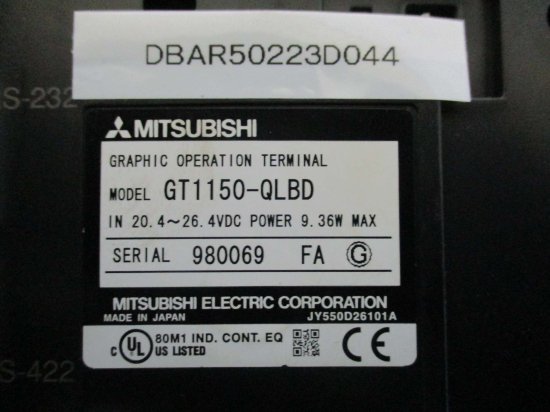 DBAR50223D044
S-232
MITSUBISHI
GRAPHIC OPERATION TERMINAL
MODEL GT1150-QLBD
IN 20.4～26.4VDC POWER 9.36W MAX
SERIAL 980069 FA G
MITSUBISHI ELECTRIC CORPORATION
MADE IN JAPAN JY550D26101A
C UL US LISTED 80M1 IND. CONT. EQ CE
S-422